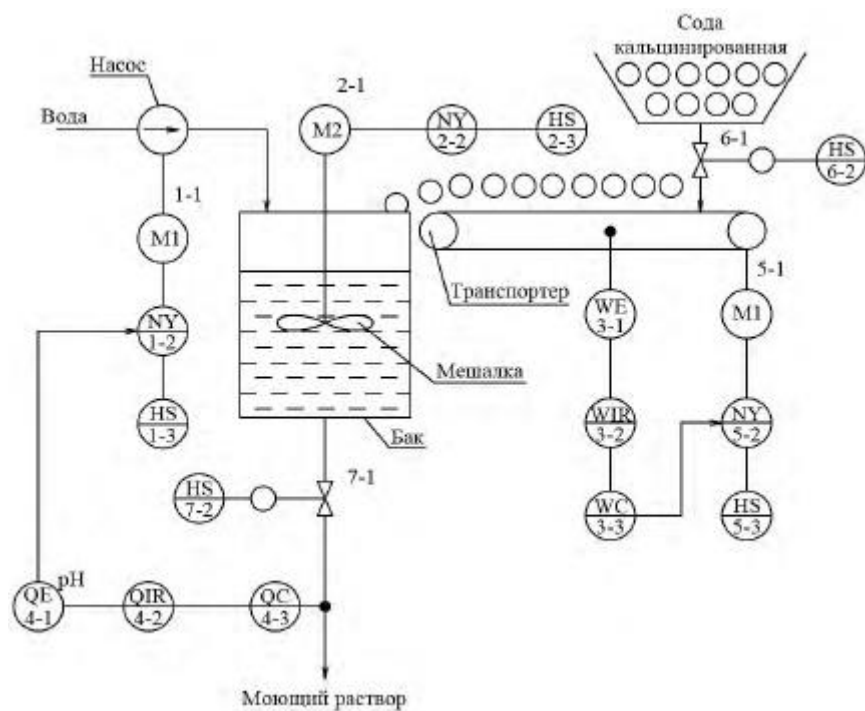 Сода
кальцинированная
Насос
2-1
Вода
М2
NY
2-2
HS
2-3
6-1
HS
6-2
1-1
М1
5-1
Транспортер
WE
3-1
М1
NY
1-2
Мешалка
HS
1-3
WIR
3-2
NY
5-2
Бак
7-1
HS
7-2
WC
3-3
HS
5-3
pH
QE
4-1
QIR
4-2
QC
4-3
Моющий раствор